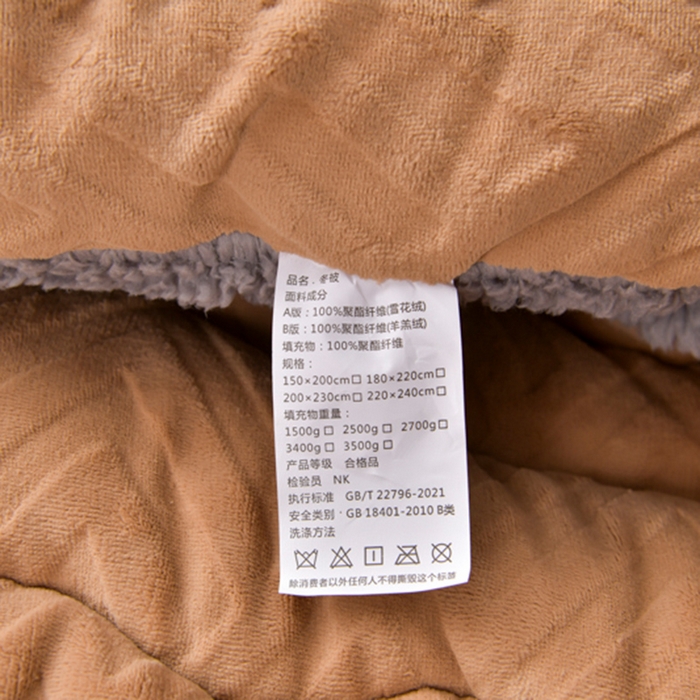 品名：冬被
面料成分
A版：100%聚酯纤维(雪花绒)
B版：100%聚酯纤维(羊羔绒)
填充物：100%聚酯纤维
规格：
150×200cm□ 180×220cm□
200×230cm□ 220×240cm□
填充物重量：
1500g□ 2500g□ 2700g□
3400g□ 3500g□
产品等级 合格品
检验员 NK
执行标准 GB/T 22796-2021
安全类别：GB 18401-2010 B类
洗涤方法
除消费者以外任何人不得撕毁这个标签